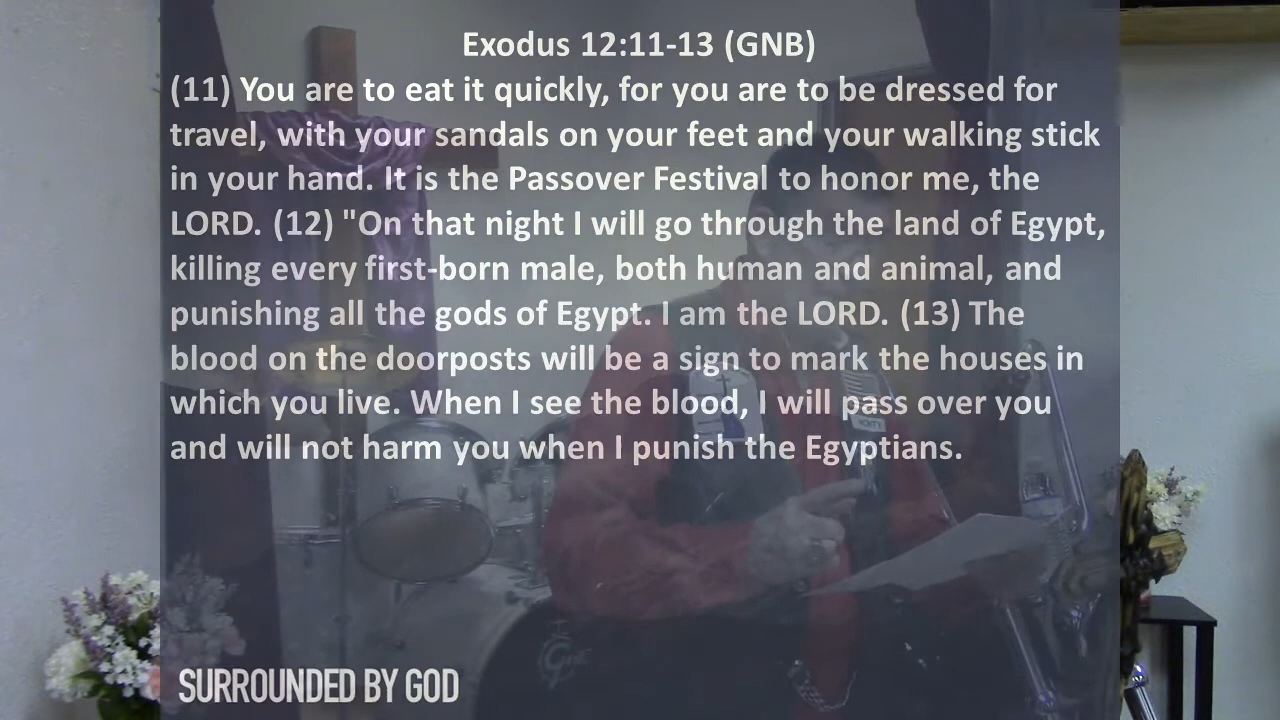 Exodus 12:11-13 (GNB)
(11) You are to eat it quickly, for you are to be dressed for
travel, with your sandals on your feet and your walking stick
in your hand. It is the Passover Festival to honor me, the
LORD. (12) "On that night I will go through the land of Egypt,
killing every first-born male, both human and animal, and
punishing all the gods of Egypt. I am the LORD. (13) The
blood on the doorposts will be a sign to mark the houses in
which you live. When I see the blood, I will pass over you
and will not harm you when I punish the Egyptians.
SURROUNDED BY GOD